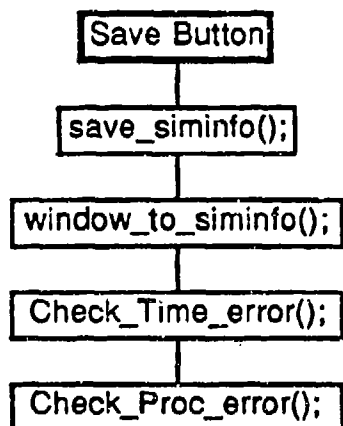 Save Button
save_siminfo();
window_to_siminfo();
Check_Time_error();
Check_Proc_error();